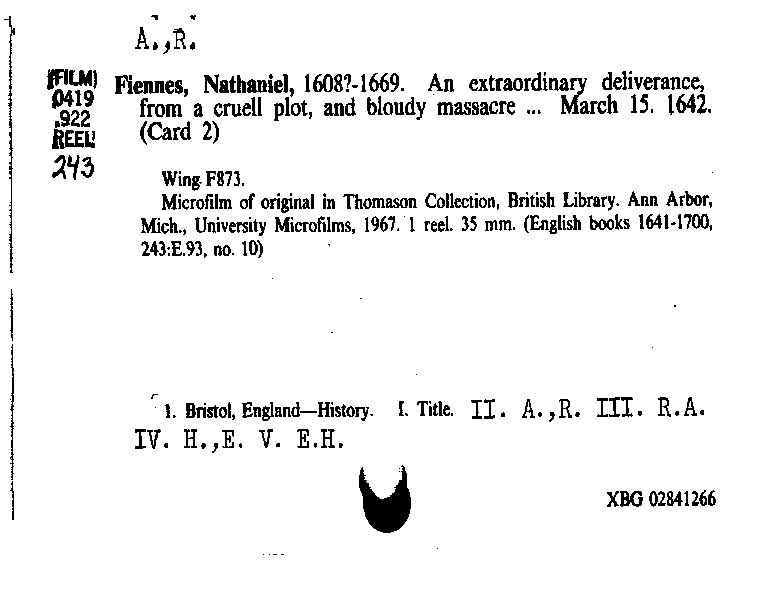 A.,R.
(FILM)
0419
.922
REEL
243
Fiennes, Nathaniel, 1608?-1669. An extraordinary deliverance,
from a cruell plot, and bloudy massacre ... March 15. 1642.
(Card 2)
Wing F873.
Microfilm of original in Thomason Collection, British Library. Ann Arbor,
Mich., University Microfilms, 1967. 1 reel. 35 mm. (English books 1641-1700,
243:E.93, no. 10)
1. Bristol, England—History. I. Title. II. A.,R. III. R.A.
IV. H.,E. V. E.H.
XBG 02841266